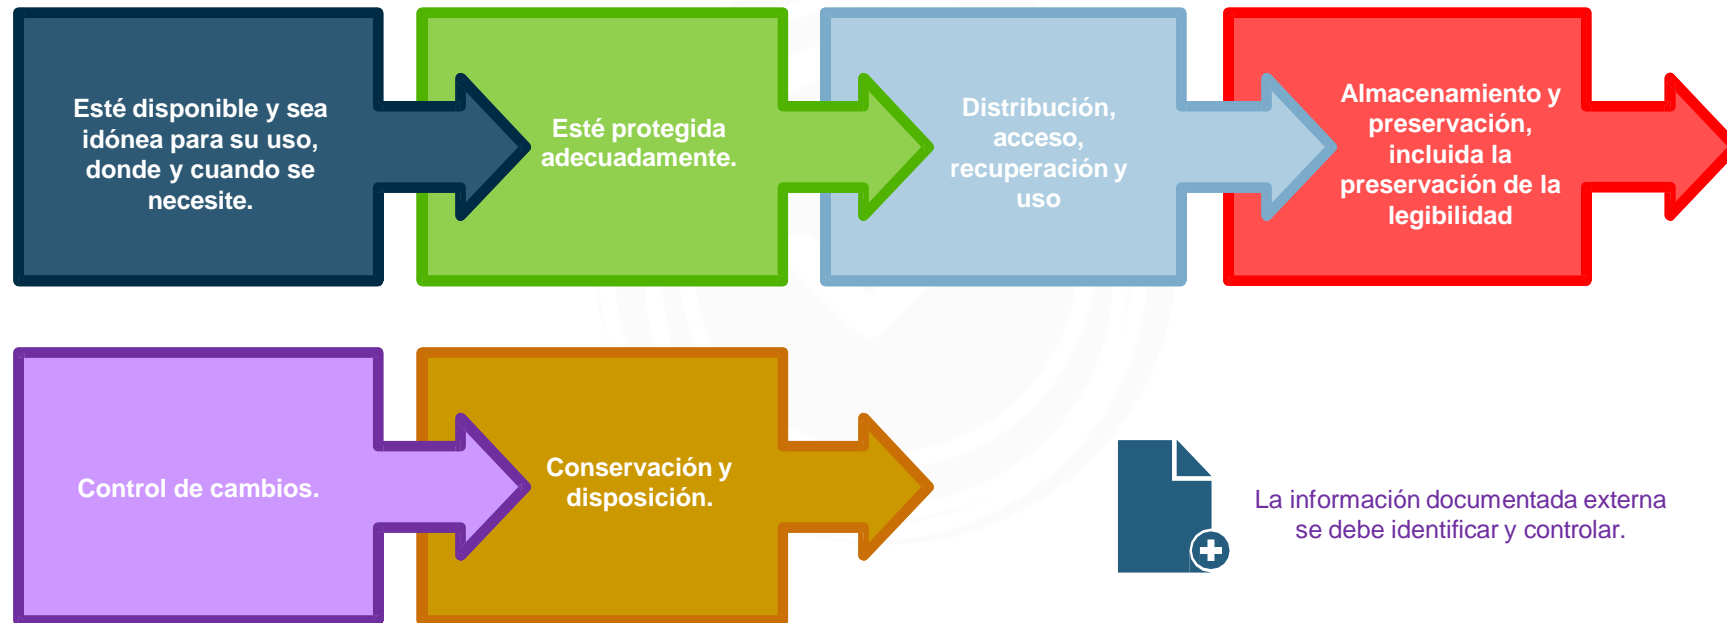 Esté disponible y sea
idónea para su uso,
donde y cuando se
necesite.
Esté protegida
adecuadamente.
Distribución,
acceso,
recuperación y
uso
Almacenamiento y
preservación,
incluida la
preservación de la
legibilidad
Control de cambios.
Conservación y
disposición.
La información documentada externa
se debe identificar y controlar.